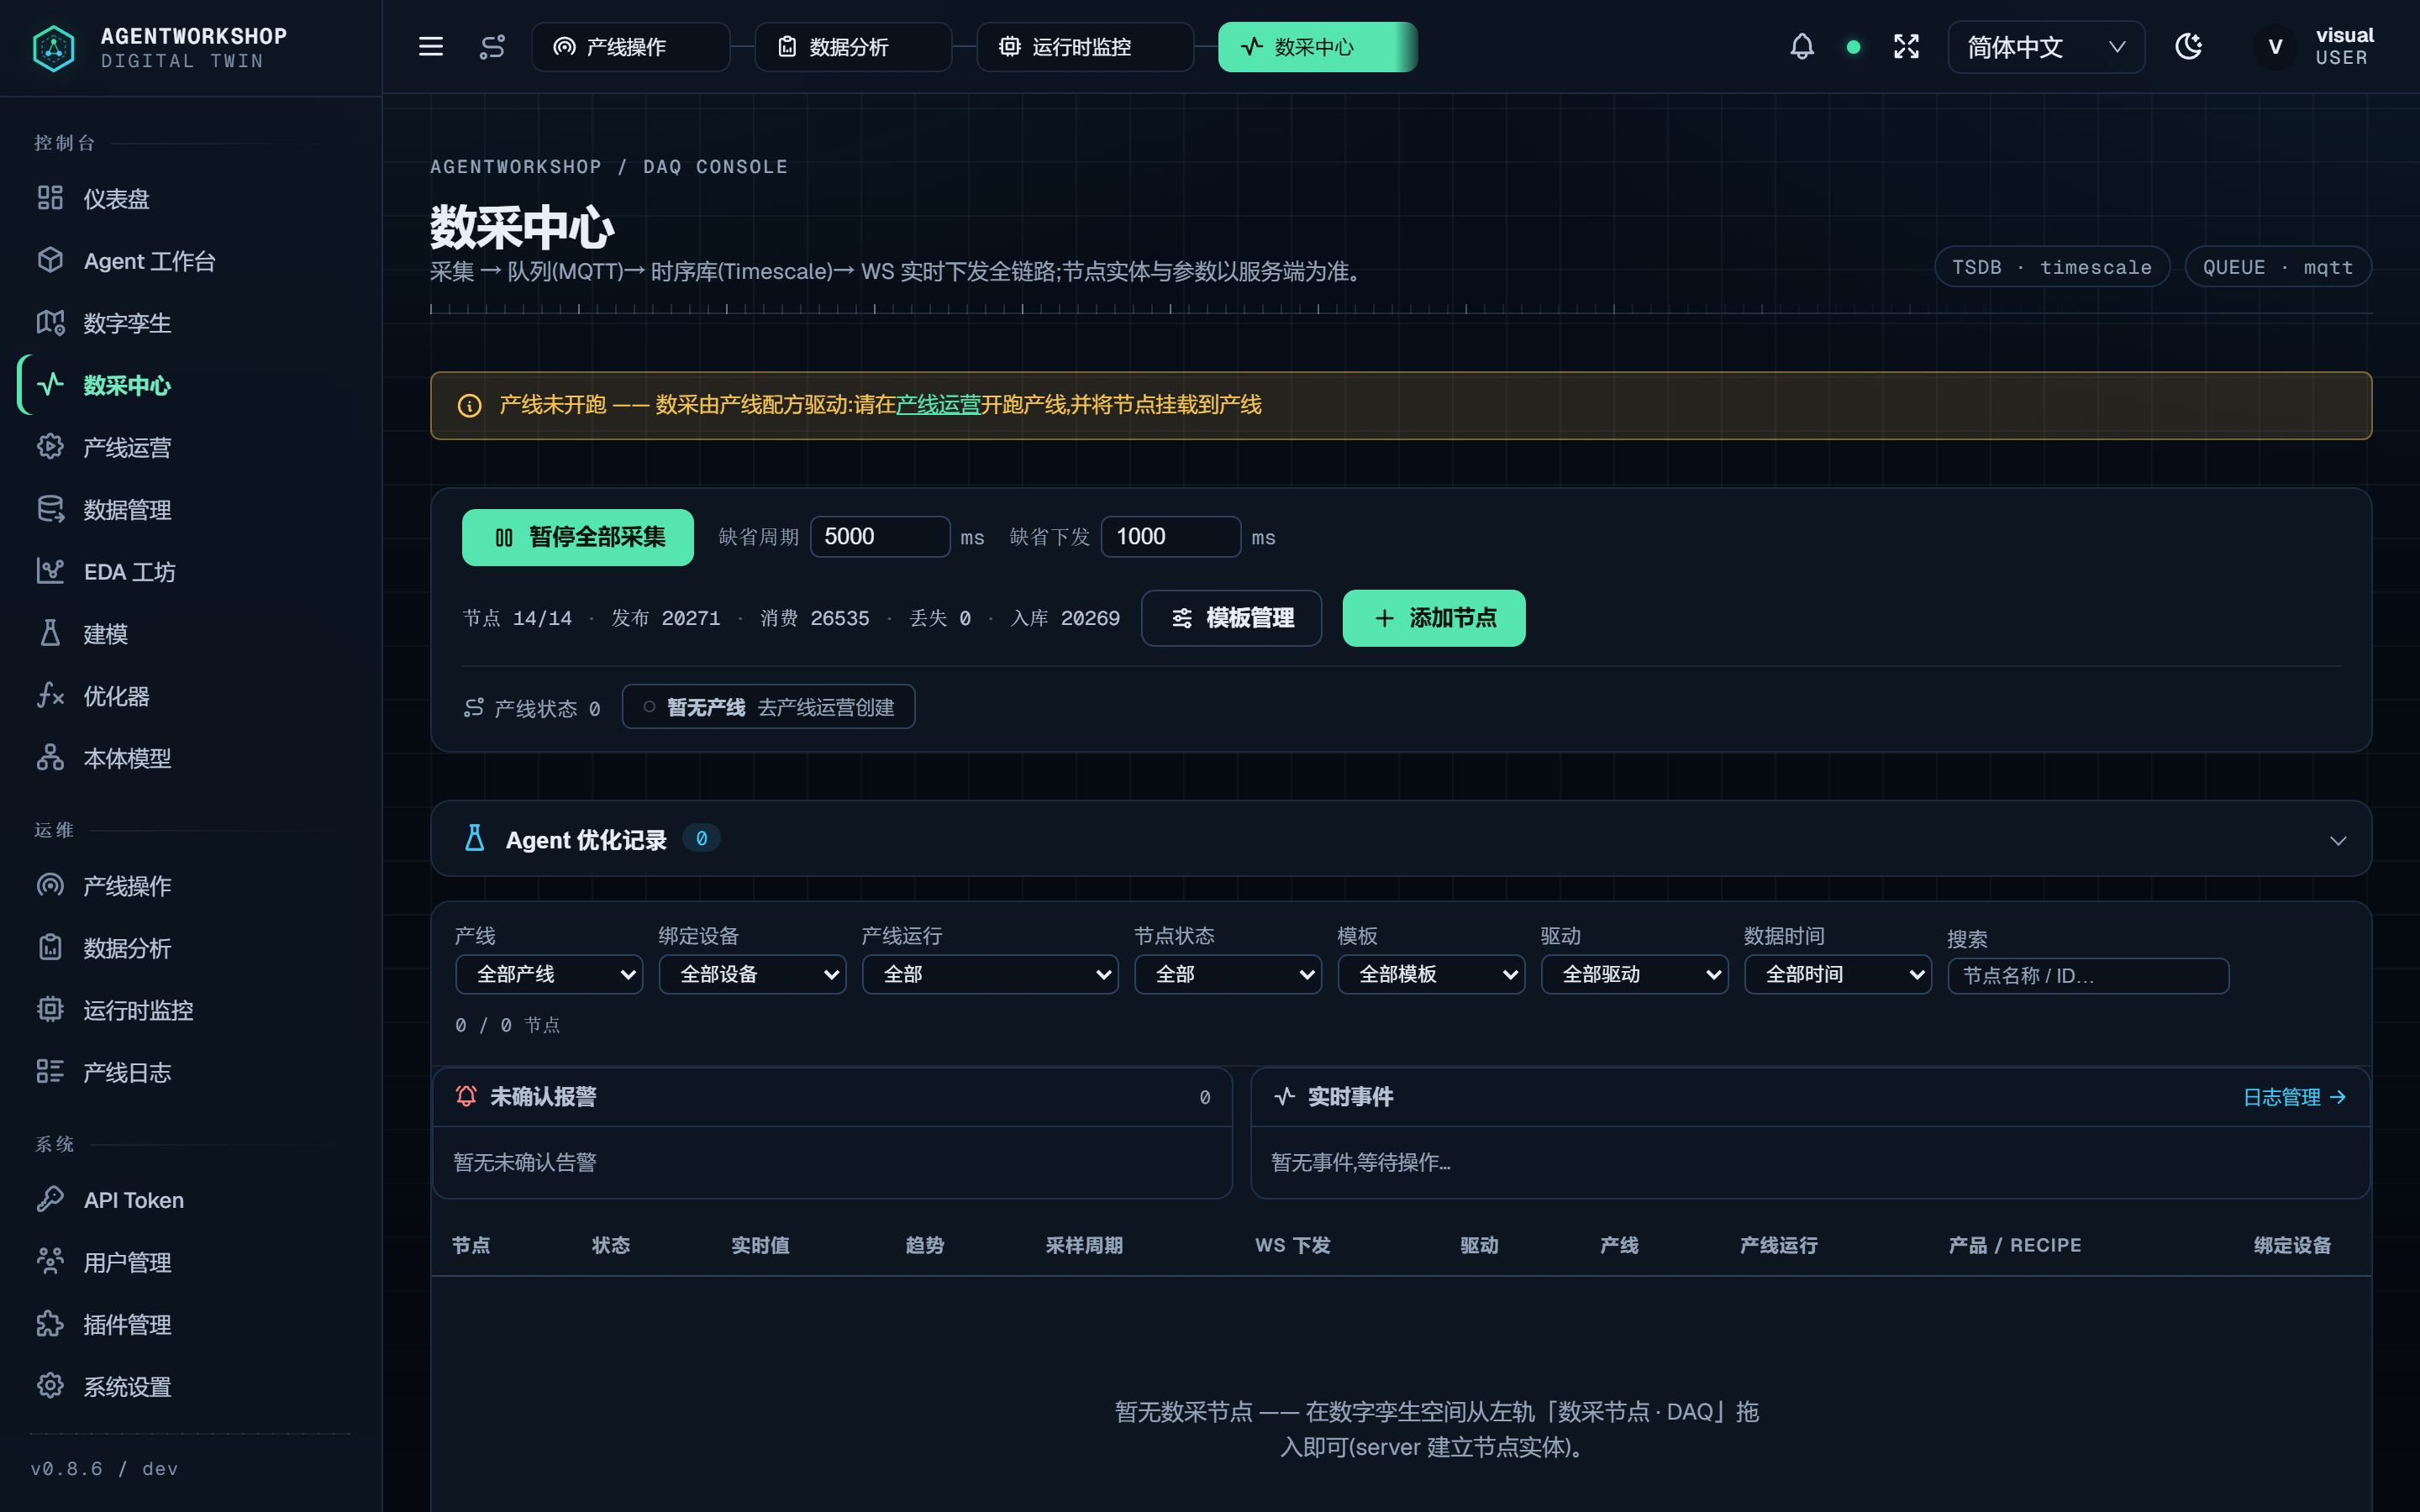 AGENTWORKSHOP
DIGITAL TWIN
控制台
仪表盘
Agent 工作台
数字孪生
数采中心
产线运营
数据管理
EDA 工坊
建模
优化器
本体模型
运维
产线操作
数据分析
运行时监控
产线日志
系统
API Token
用户管理
插件管理
系统设置
v0.8.6 / dev
产线操作
数据分析
运行时监控
数采中心
简体中文
V
visual
USER
AGENTWORKSHOP / DAQ CONSOLE
数采中心
采集 → 队列(MQTT)→ 时序库(Timescale)→ WS 实时下发全链路;节点实体与参数以服务端为准。
TSDB · timescale
QUEUE · mqtt
产线未开跑 —— 数采由产线配方驱动:请在产线运营开跑产线,并将节点挂载到产线
暂停全部采集 缺省周期 5000 ms 缺省下发 1000 ms
节点 14/14 · 发布 20271 · 消费 26535 · 丢失 0 · 入库 20269 模板管理 添加节点
产线状态 0 暂无产线 去产线运营创建
Agent 优化记录 0
产线 绑定设备 产线运行 节点状态 模板 驱动 数据时间 搜索
全部产线 全部设备 全部 全部 全部模板 全部驱动 全部时间 节点名称 / ID...
0 / 0 节点
未确认报警 0
暂无未确认告警
实时事件 日志管理 →
暂无事件,等待操作...
节点 状态 实时值 趋势 采样周期 WS 下发 驱动 产线 产线运行 产品 / RECIPE 绑定设备
暂无数采节点 —— 在数字孪生空间从左轨「数采节点 · DAQ」拖
入即可(server 建立节点实体)。